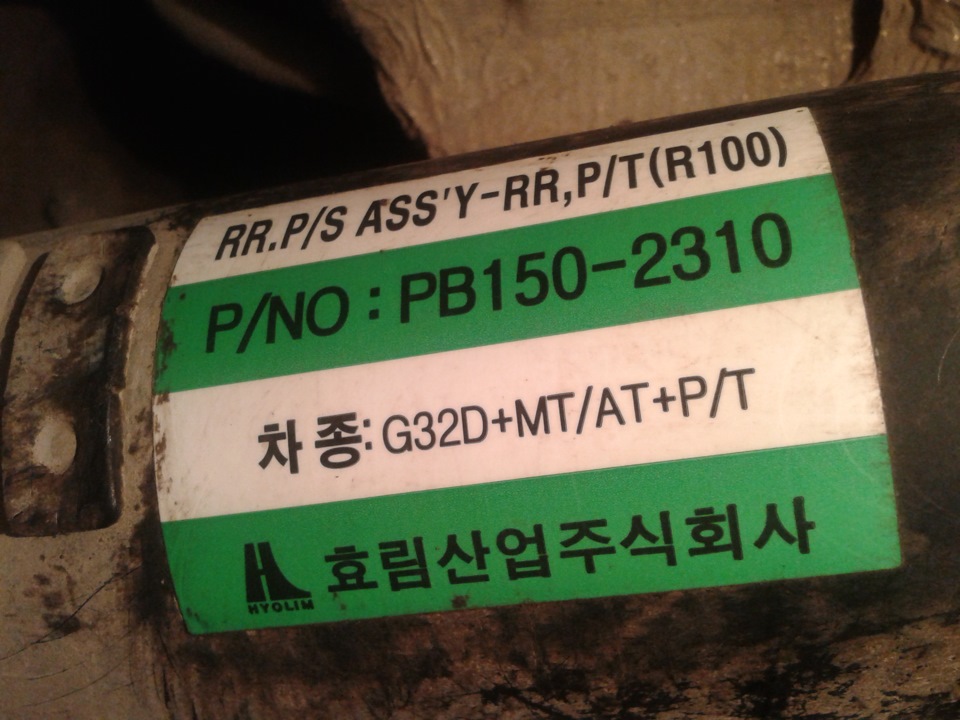 RR.P/S ASS'Y-RR,P/T(R100)
P/NO : PB150-2310
차 종: G32D+MT/AT+P/T
HYOLIM 효림산업주식회사